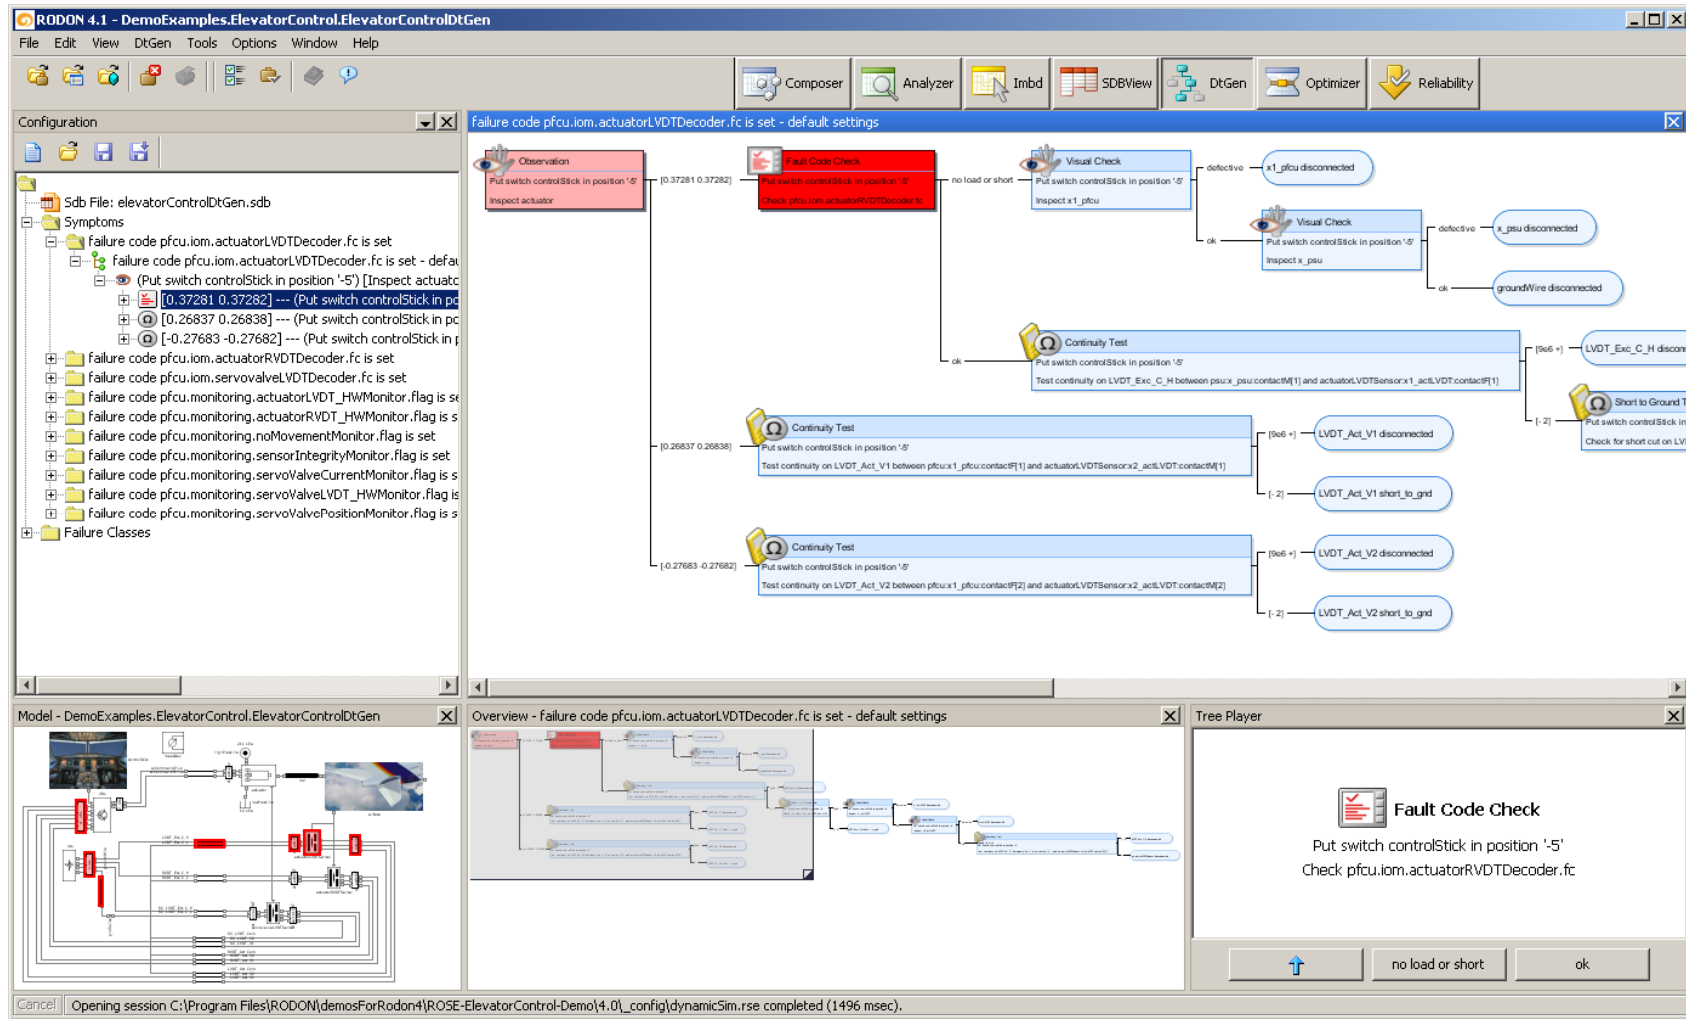 RODON 4.1 - DemoExamples.ElevatorControl.ElevatorControlDtGen
File Edit View DtGen Tools Options Window Help
Composer Analyzer Imbd SDBView DtGen Optimizer Reliability
Configuration
Sdb File: elevatorControlDtGen.sdb
Symptoms
failure code pfcu.iom.actuatorLVDTDecoder.fc is set
failure code pfcu.iom.actuatorLVDTDecoder.fc is set - defau
(Put switch controlStick in position '-5') [Inspect actuato
[0.37281 0.37282] --- (Put switch controlStick in po
[0.26837 0.26838] --- (Put switch controlStick in po
[-0.27683 -0.27682] --- (Put switch controlStick in p
failure code pfcu.iom.actuatorRVDTDecoder.fc is set
failure code pfcu.iom.servovalveLVDTDecoder.fc is set
failure code pfcu.monitoring.actuatorLVDT_HWMonitor.flag is se
failure code pfcu.monitoring.actuatorRVDT_HWMonitor.flag is s
failure code pfcu.monitoring.noMovementMonitor.flag is set
failure code pfcu.monitoring.sensorIntegrityMonitor.flag is set
failure code pfcu.monitoring.servoValveCurrentMonitor.flag is s
failure code pfcu.monitoring.servoValveLVDT_HWMonitor.flag is
failure code pfcu.monitoring.servoValvePositionMonitor.flag is s
Failure Classes
failure code pfcu.iom.actuatorLVDTDecoder.fc is set - default settings
Observation
Put switch controlStick in position '-5'
Inspect actuator
[0.37281 0.37282]
Fault Code Check
Put switch controlStick in position '-5'
Check pfcu.iom.actuatorRVDTDecoder.fc
no load or short
Visual Check
Put switch controlStick in position '-5'
Inspect x1_pfcu
defective
x1_pfcu disconnected
ok
Visual Check
Put switch controlStick in position '-5'
Inspect x_psu
defective
x_psu disconnected
ok
groundWire disconnected
ok
Continuity Test
Put switch controlStick in position '-5'
Test continuity on LVDT_Exc_C_H between psu:x_psu:contactM[1] and actuatorLVDTSensor:x1_actLVDT:contactF[1]
[9e6 +]
LVDT_Exc_C_H discon
[- 2]
Short to Ground T
Put switch controlStick in
Check for short cut on LV
[0.26837 0.26838]
Continuity Test
Put switch controlStick in position '-5'
Test continuity on LVDT_Act_V1 between pfcu:x1_pfcu:contactF[1] and actuatorLVDTSensor:x2_actLVDT:contactM[1]
[9e6 +]
LVDT_Act_V1 disconnected
[- 2]
LVDT_Act_V1 short_to_gnd
[-0.27683 -0.27682]
Continuity Test
Put switch controlStick in position '-5'
Test continuity on LVDT_Act_V2 between pfcu:x1_pfcu:contactF[2] and actuatorLVDTSensor:x2_actLVDT:contactM[2]
[9e6 +]
LVDT_Act_V2 disconnected
[- 2]
LVDT_Act_V2 short_to_gnd
Model - DemoExamples.ElevatorControl.ElevatorControlDtGen
Overview - failure code pfcu.iom.actuatorLVDTDecoder.fc is set - default settings
Tree Player
Fault Code Check
Put switch controlStick in position '-5'
Check pfcu.iom.actuatorRVDTDecoder.fc
no load or short
ok
Cancel
Opening session C:\Program Files\RODON\demosForRodon4\ROSE-ElevatorControl-Demo\4.0\_config\dynamicSim.rse completed (1496 msec).